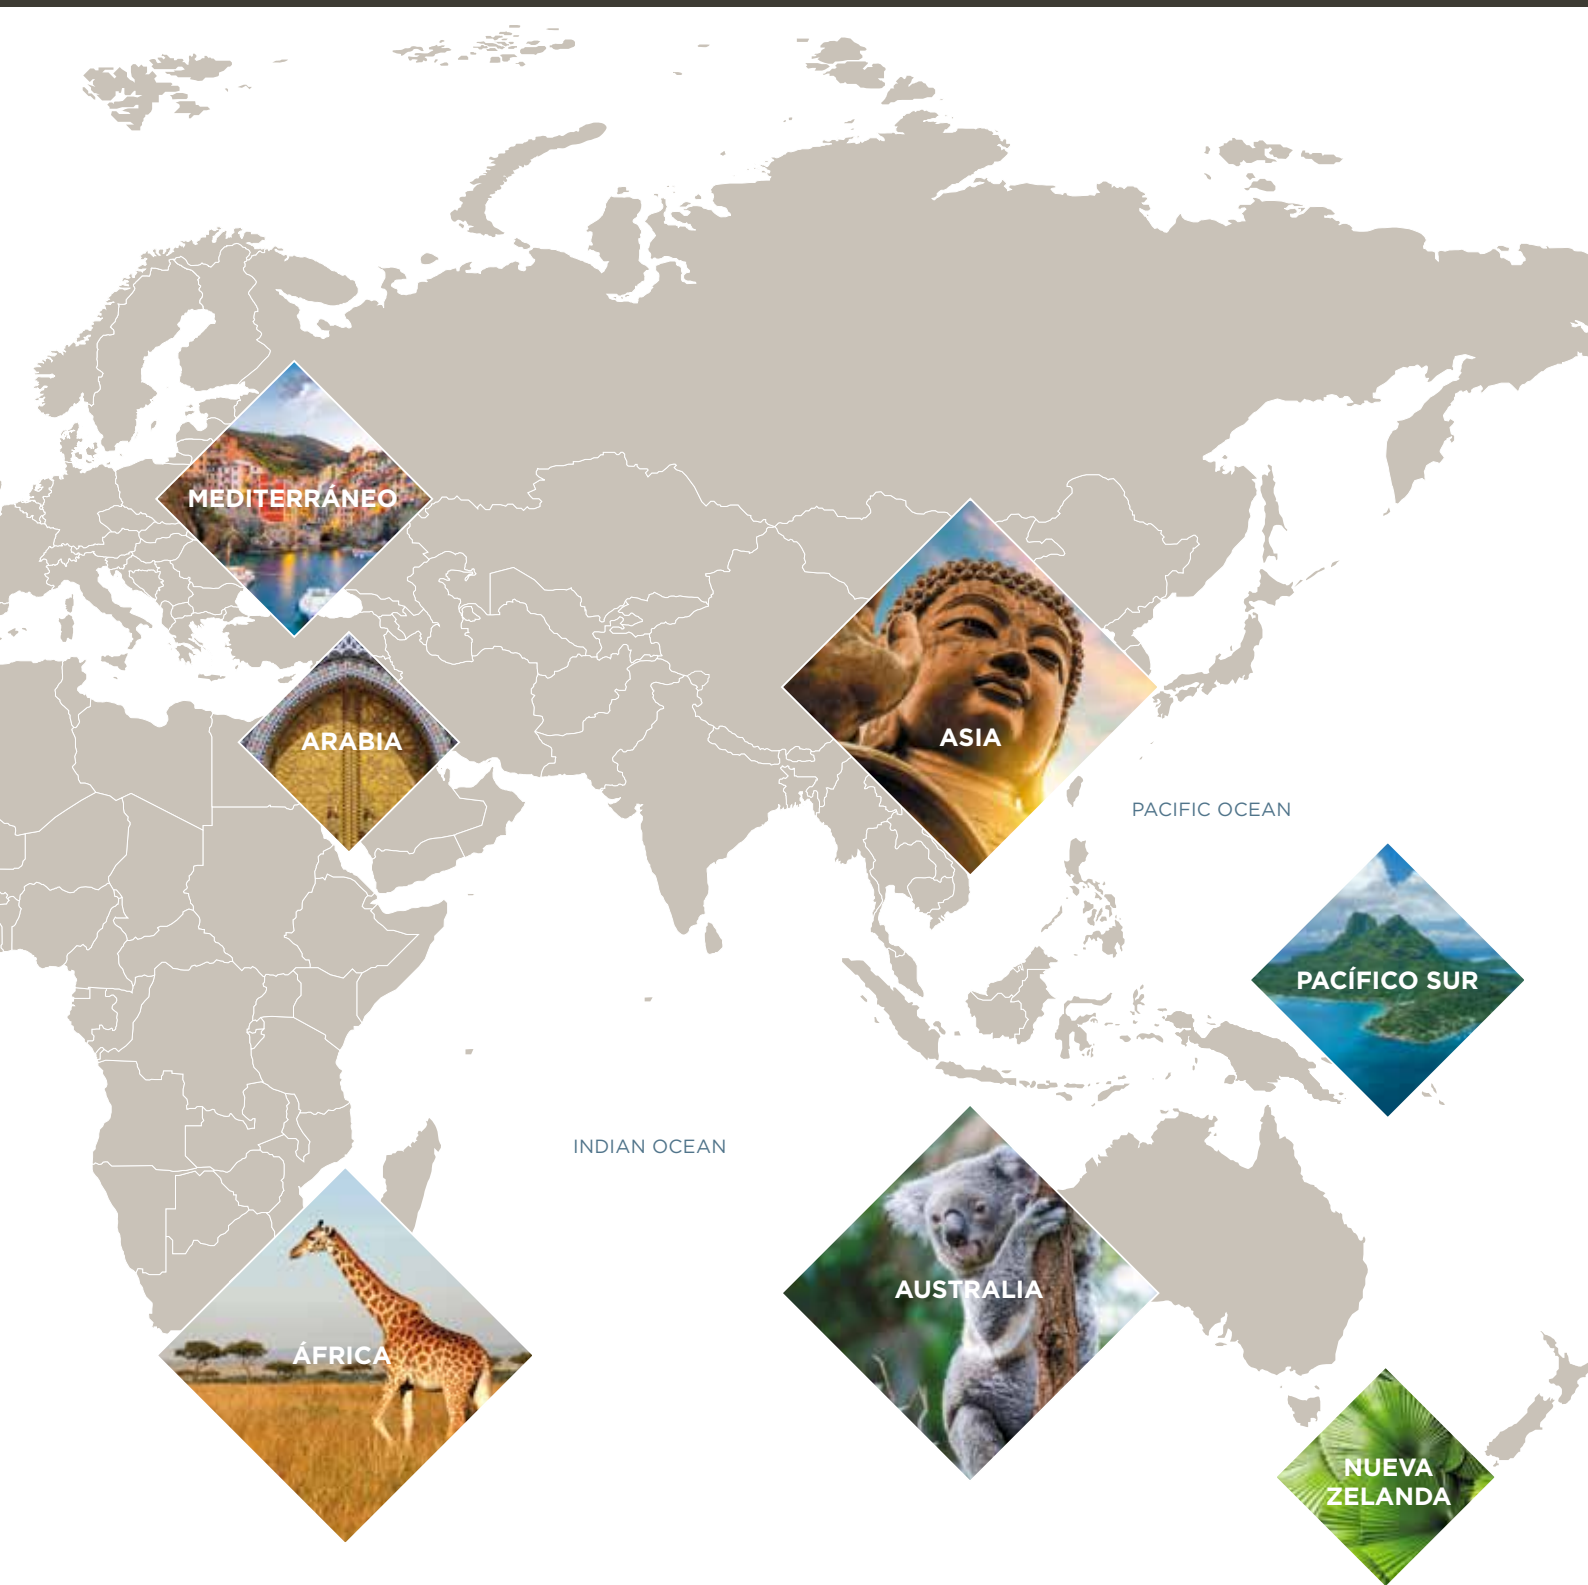 MEDITERRÁNEO
ARABIA
ASIA
PACIFIC OCEAN
PACÍFICO SUR
INDIAN OCEAN
AUSTRALIA
ÁFRICA
NUEVA
ZELANDA